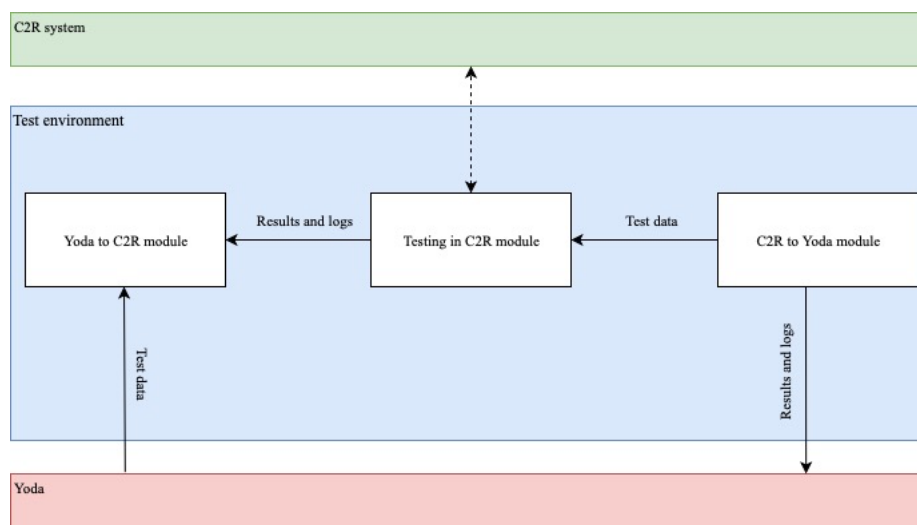 C2R system
Test environment
Results and logs
Test data
Yoda to C2R module
Testing in C2R module
C2R to Yoda module
Test data
Results and logs
Yoda